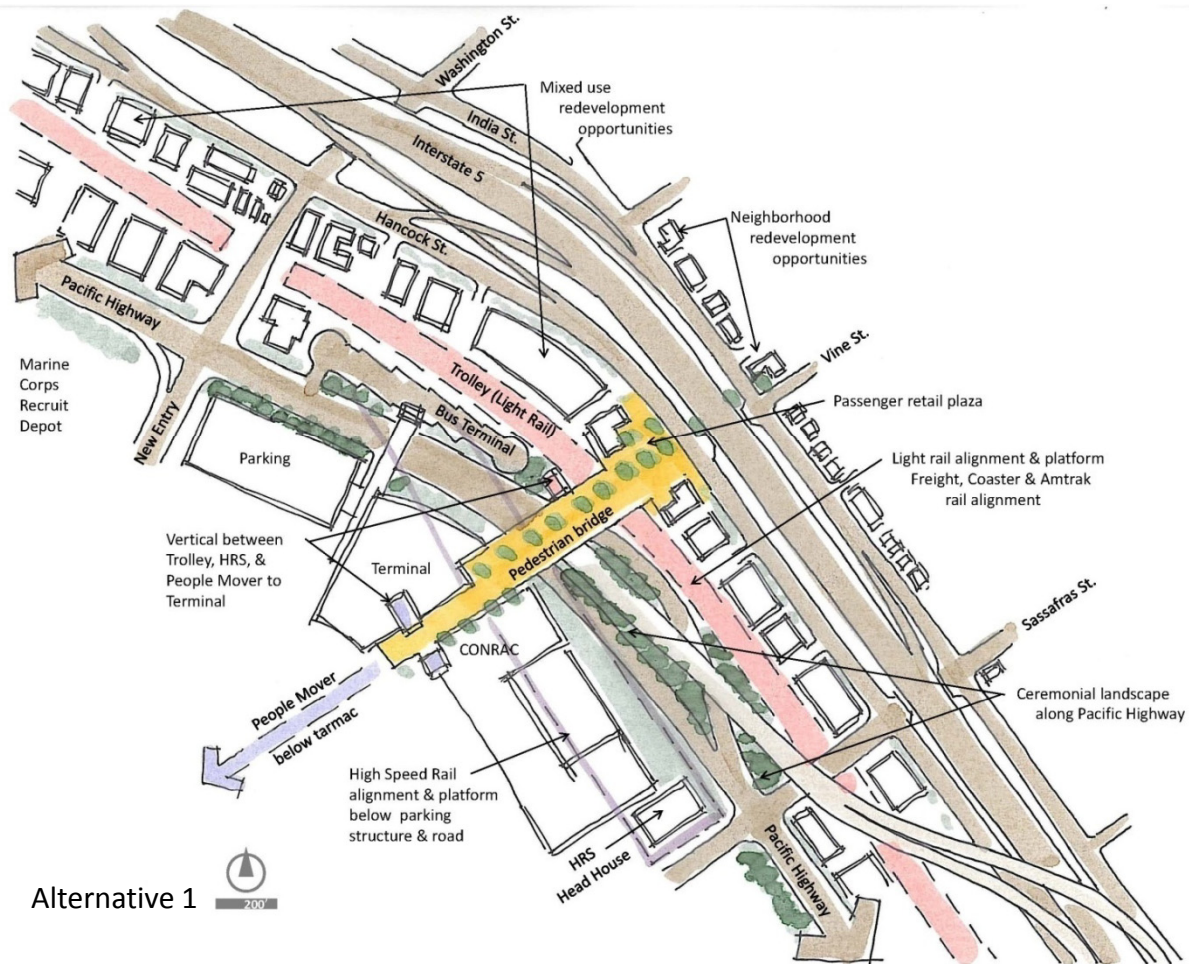 Washington St.
Mixed use
redevelopment
opportunities
India St.
Interstate 5
Neighborhood
redevelopment
opportunities
Hancock St.
Pacific Highway
Vine St.
Marine
Corps
Recruit
Depot
New Entry
Trolley (Light Rail)
Bus Terminal
Passenger retail plaza
Parking
Light rail alignment & platform
Freight, Coaster & Amtrak
rail alignment
Vertical between
Trolley, HRS, &
People Mover to
Terminal
Terminal
Pedestrian bridge
Sassafras St.
CONRAC
People Mover
below tarmac
Ceremonial landscape
along Pacific Highway
High Speed Rail
alignment & platform
below parking
structure & road
HRS
Head House
Pacific Highway
Alternative 1
200'